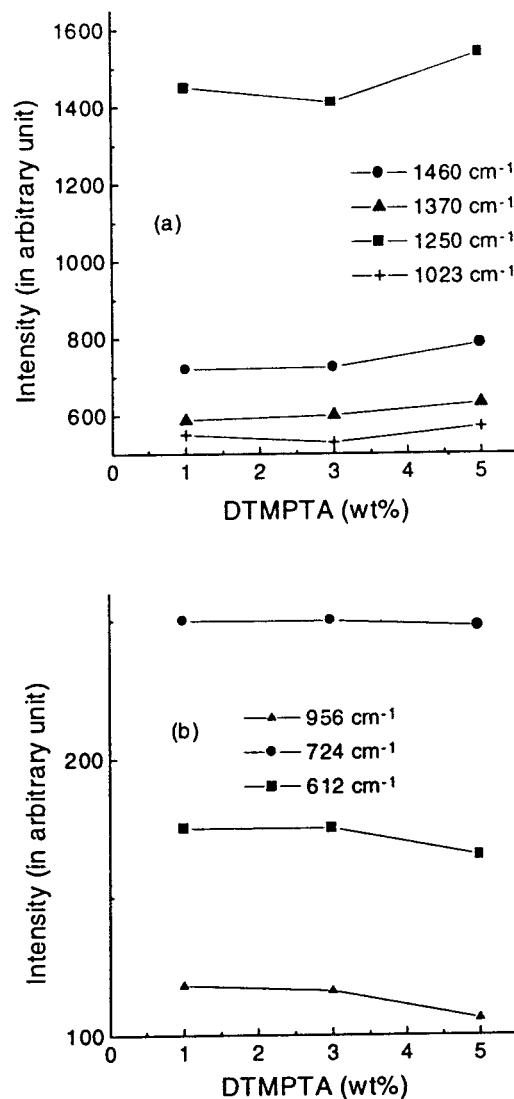 1600
1400
1200
1000
800
600
Intensity (in arbitrary unit)
(a)
1460 cm-1
1370 cm-1
1250 cm-1
1023 cm-1
0 1 2 3 4 5
DTMPTA (wt%)
200
100
Intensity (in arbitrary unit)
(b)
956 cm-1
724 cm-1
612 cm-1
0 1 2 3 4 5
DTMPTA (wt%)